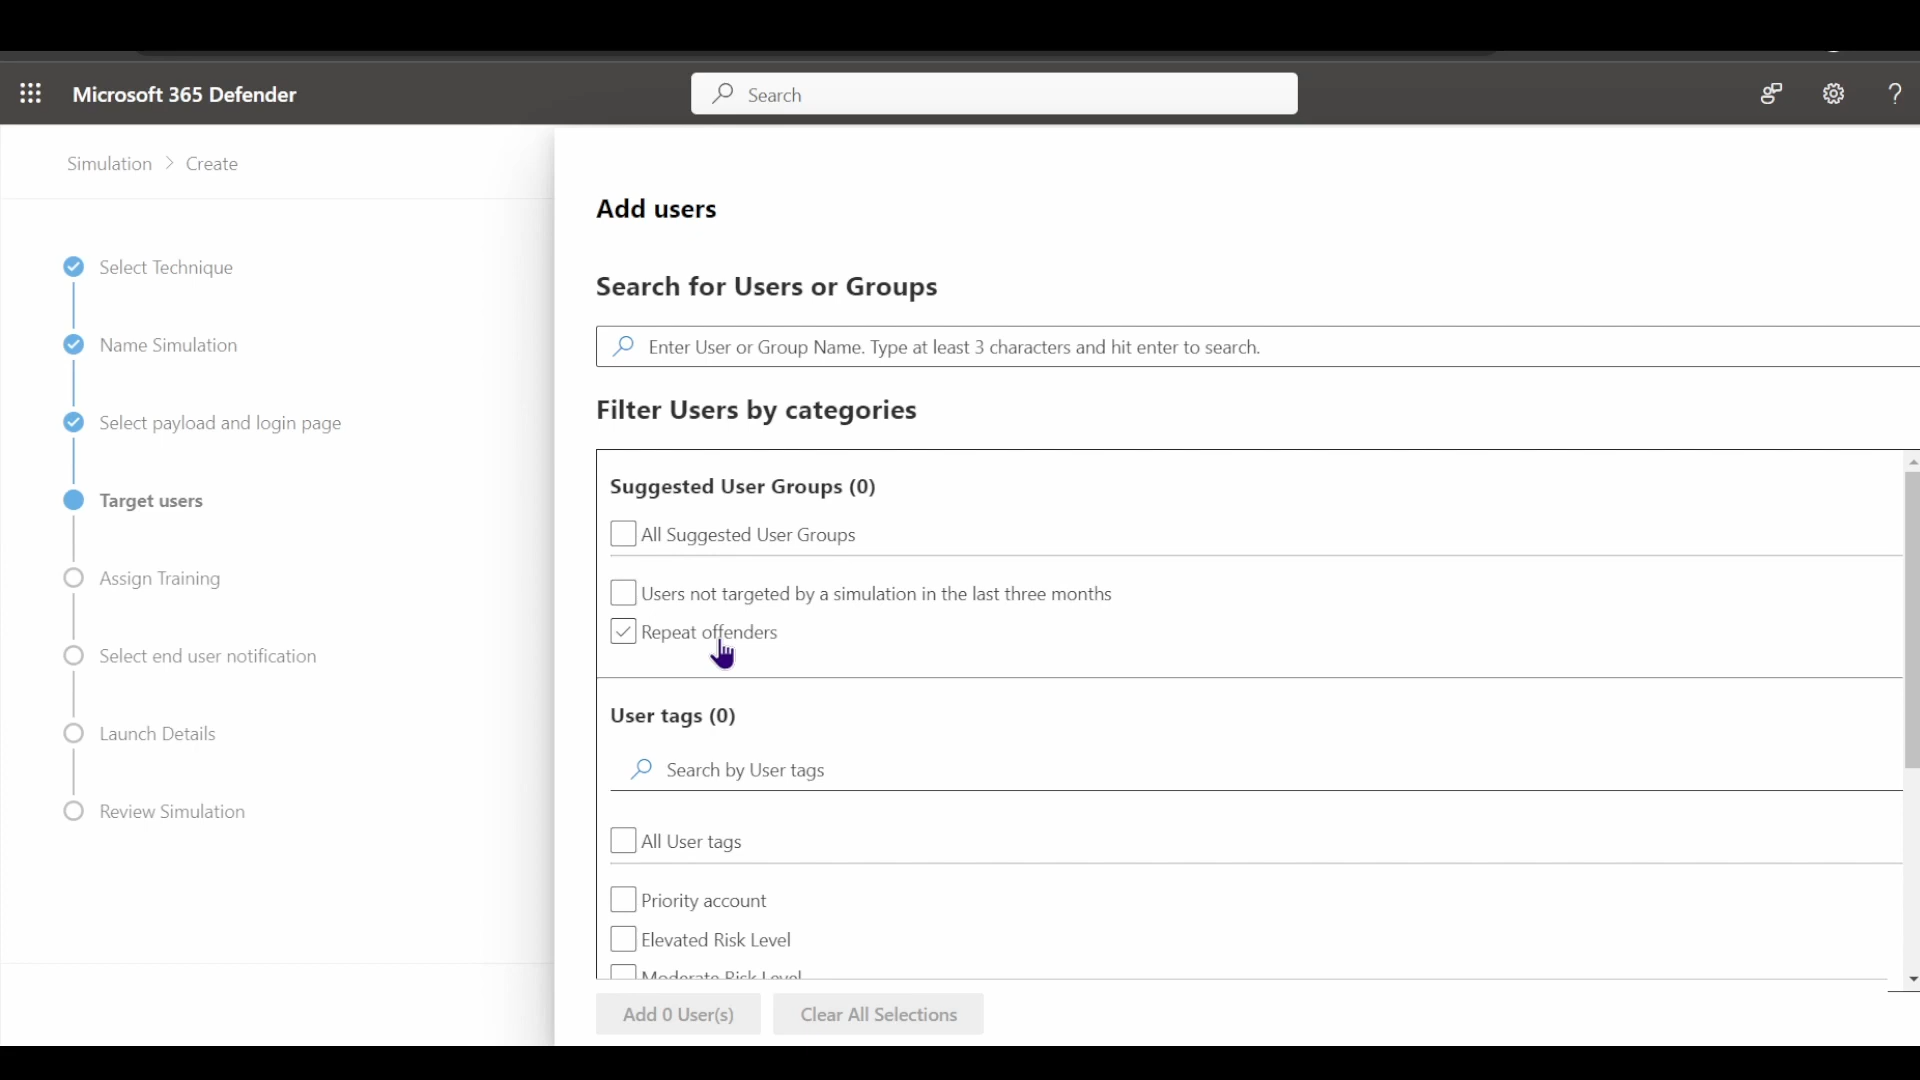 Microsoft 365 Defender
Search
?
Simulation > Create
Select Technique
Name Simulation
Select payload and login page
Target users
Assign Training
Select end user notification
Launch Details
Review Simulation
Add users
Search for Users or Groups
Enter User or Group Name. Type at least 3 characters and hit enter to search.
Filter Users by categories
Suggested User Groups (0)
All Suggested User Groups
Users not targeted by a simulation in the last three months
Repeat offenders
User tags (0)
Search by User tags
All User tags
Priority account
Elevated Risk Level
Moderate Risk Level
Add 0 User(s)
Clear All Selections